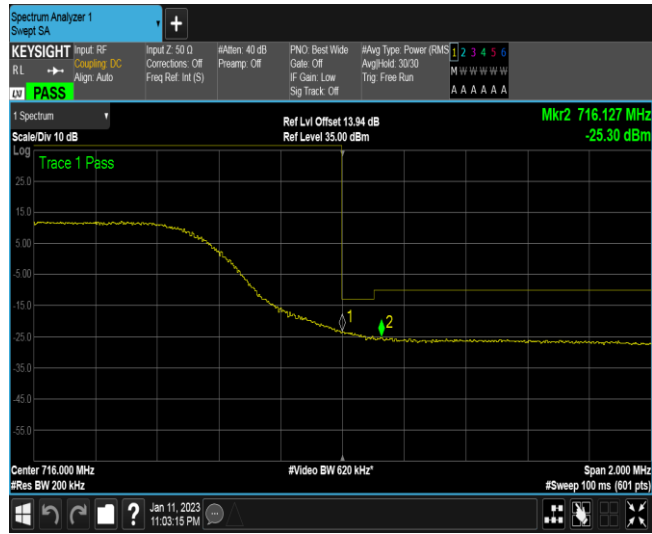 Spectrum Analyzer 1
Swept SA
+
KEYSIGHT
RL
LXI PASS
Input: RF
Coupling: DC
Align: Auto
Input Z: 50 Ω
Corrections: Off
Freq Ref: Int (S)
#Atten: 40 dB
Preamp: Off
PNO: Best Wide
Gate: Off
IF Gain: Low
Sig Track: Off
#Avg Type: Power (RMS
Avg|Hold: 30/30
Trig: Free Run
1 2 3 4 5 6
M W W W W W
A A A A A A
1 Spectrum
Scale/Div 10 dB
Ref Lvl Offset 13.94 dB
Ref Level 35.00 dBm
Mkr2 716.127 MHz
-25.30 dBm
Log
Trace 1 Pass
25.0
15.0
5.00
-5.00
-15.0
-25.0
-35.0
-45.0
-55.0
1
2
Center 716.000 MHz
#Res BW 200 kHz
#Video BW 620 kHz*
Span 2.000 MHz
#Sweep 100 ms (601 pts)
?
Jan 11, 2023
11:03:15 PM